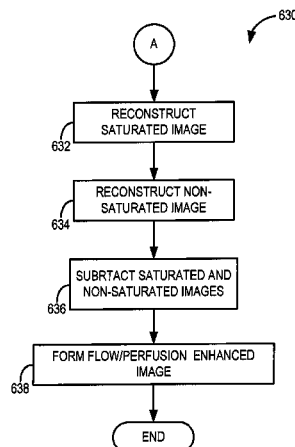 630
A
RECONSTRUCT
SATURATED IMAGE
632
RECONSTRUCT NON-
SATURATED IMAGE
634
SUBRTACT SATURATED AND
NON-SATURATED IMAGES
636
FORM FLOW/PERFUSION ENHANCED
IMAGE
638
END